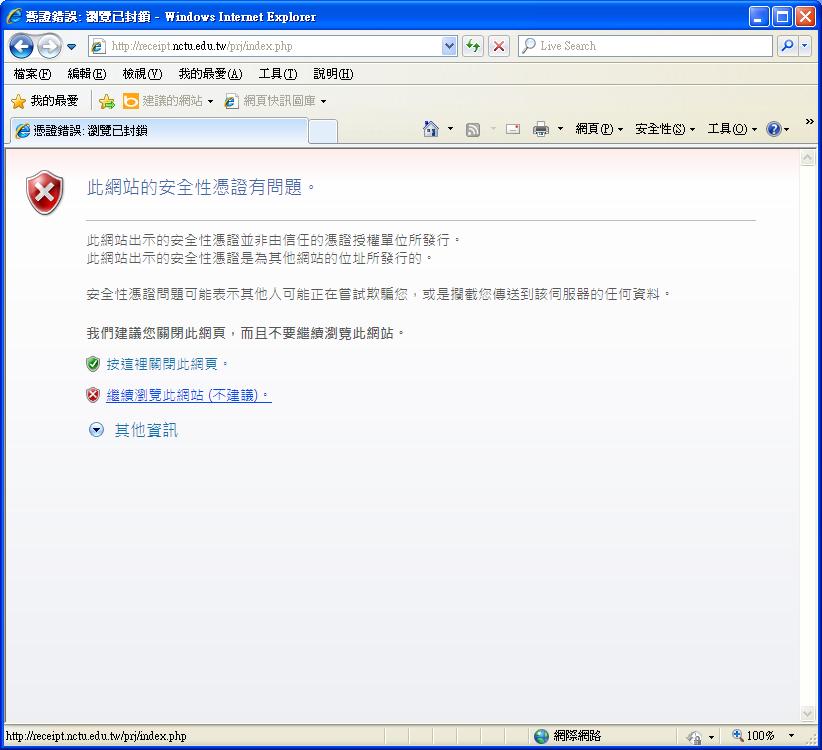 憑證錯誤: 瀏覽已封鎖 - Windows Internet Explorer
http://receipt.nctu.edu.tw/prj/index.php
Live Search
檔案(F) 編輯(E) 檢視(V) 我的最愛(A) 工具(T) 說明(H)
我的最愛 建議的網站 網頁快訊圖庫
憑證錯誤: 瀏覽已封鎖
網頁(P) 安全性(S) 工具(O)
此網站的安全性憑證有問題。
此網站出示的安全性憑證並非由信任的憑證授權單位所發行。
此網站出示的安全性憑證是為其他網站的位址所發行的。
安全性憑證問題可能表示其他人可能正在嘗試欺騙您，或是攔截您傳送到該伺服器的任何資料。
我們建議您關閉此網頁，而且不要繼續瀏覽此網站。
按這裡關閉此網頁。
繼續瀏覽此網站 (不建議)。
其他資訊
http://receipt.nctu.edu.tw/prj/index.php
網際網路
100%